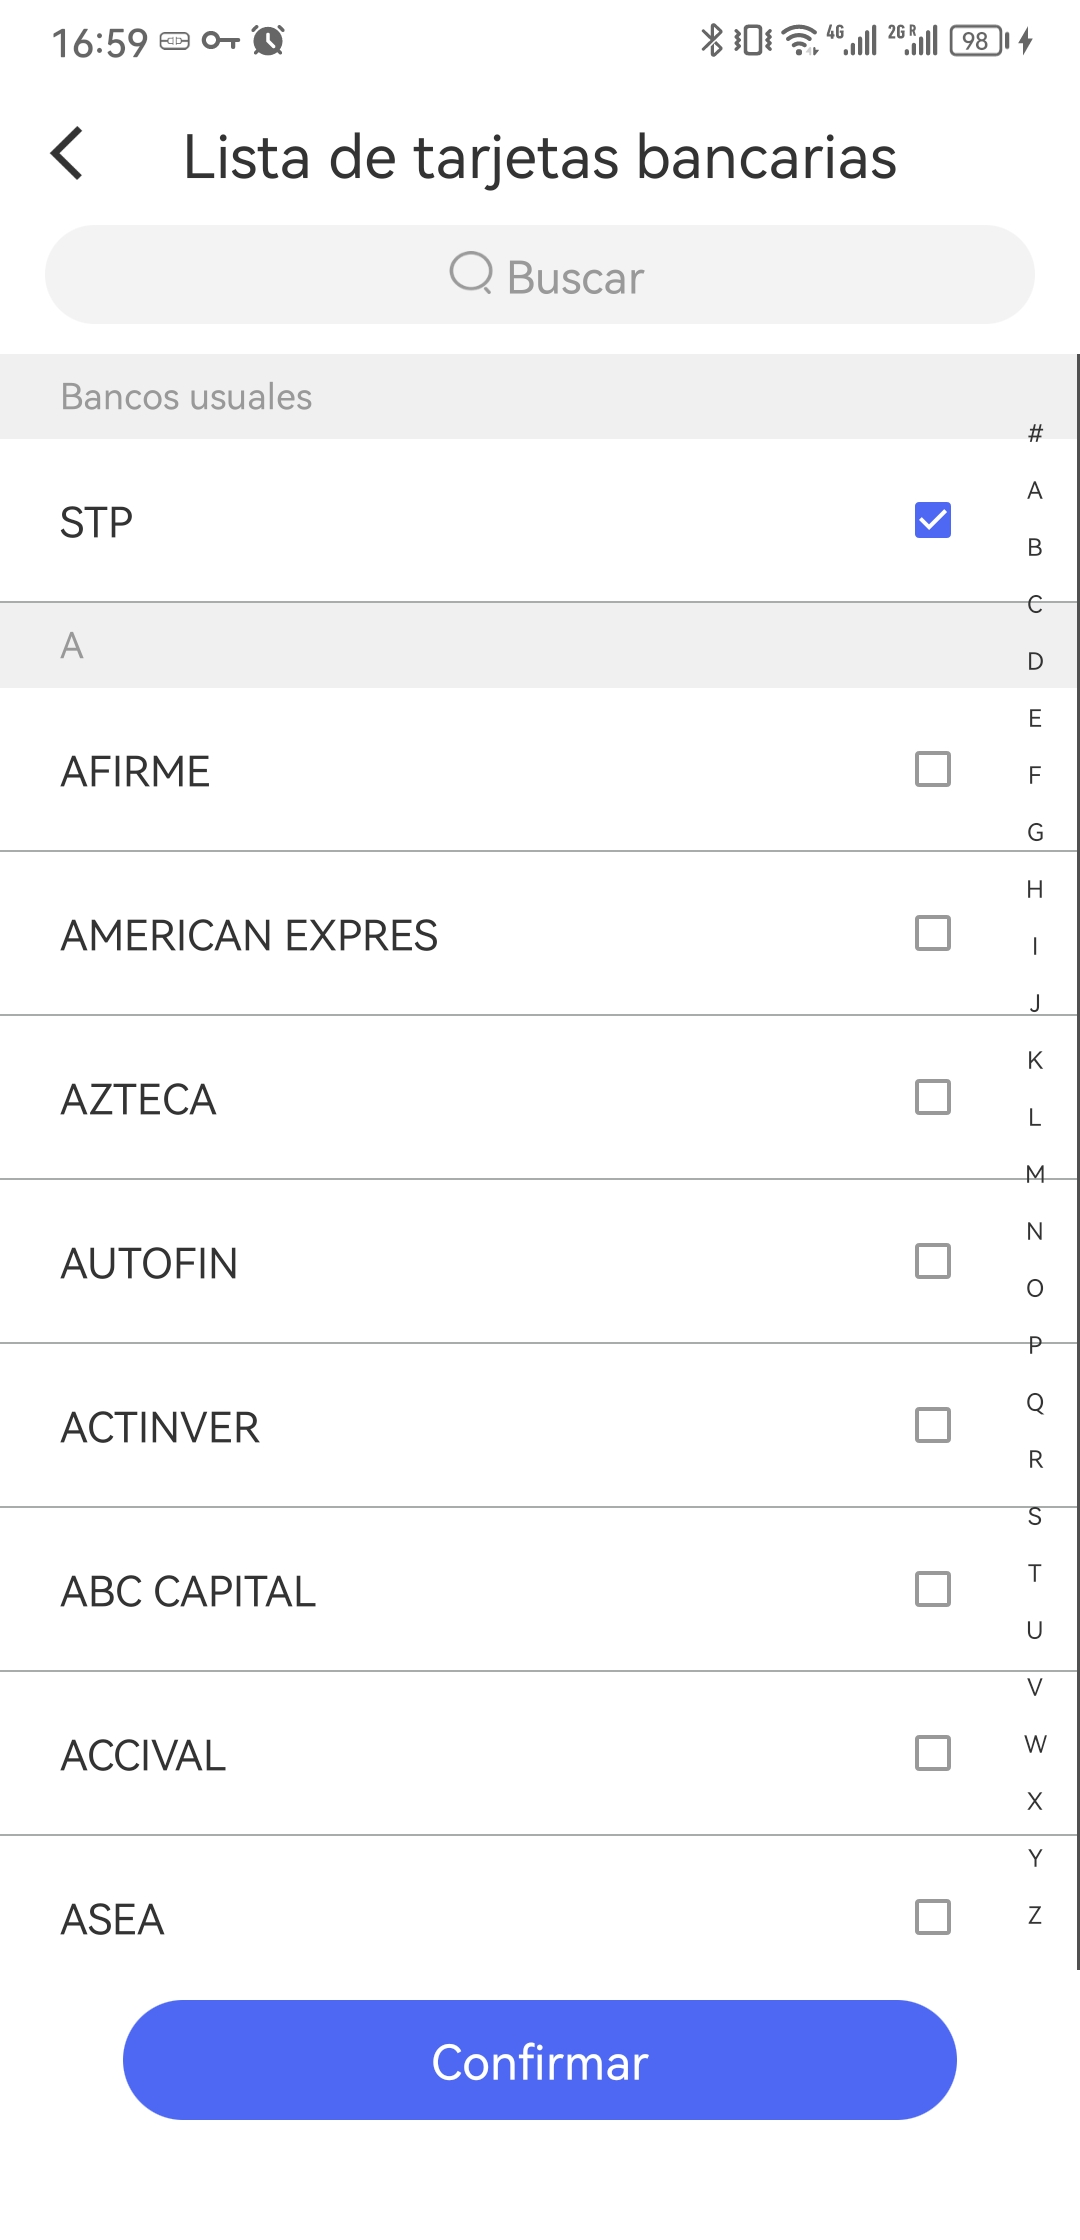 16:59
4G
2G R
98
Lista de tarjetas bancarias
Buscar
Bancos usuales
STP
A
AFIRME
AMERICAN EXPRES
AZTECA
AUTOFIN
ACTINVER
ABC CAPITAL
ACCIVAL
ASEA
#
A
B
C
D
E
F
G
H
I
J
K
L
M
N
O
P
Q
R
S
T
U
V
W
X
Y
Z
Confirmar